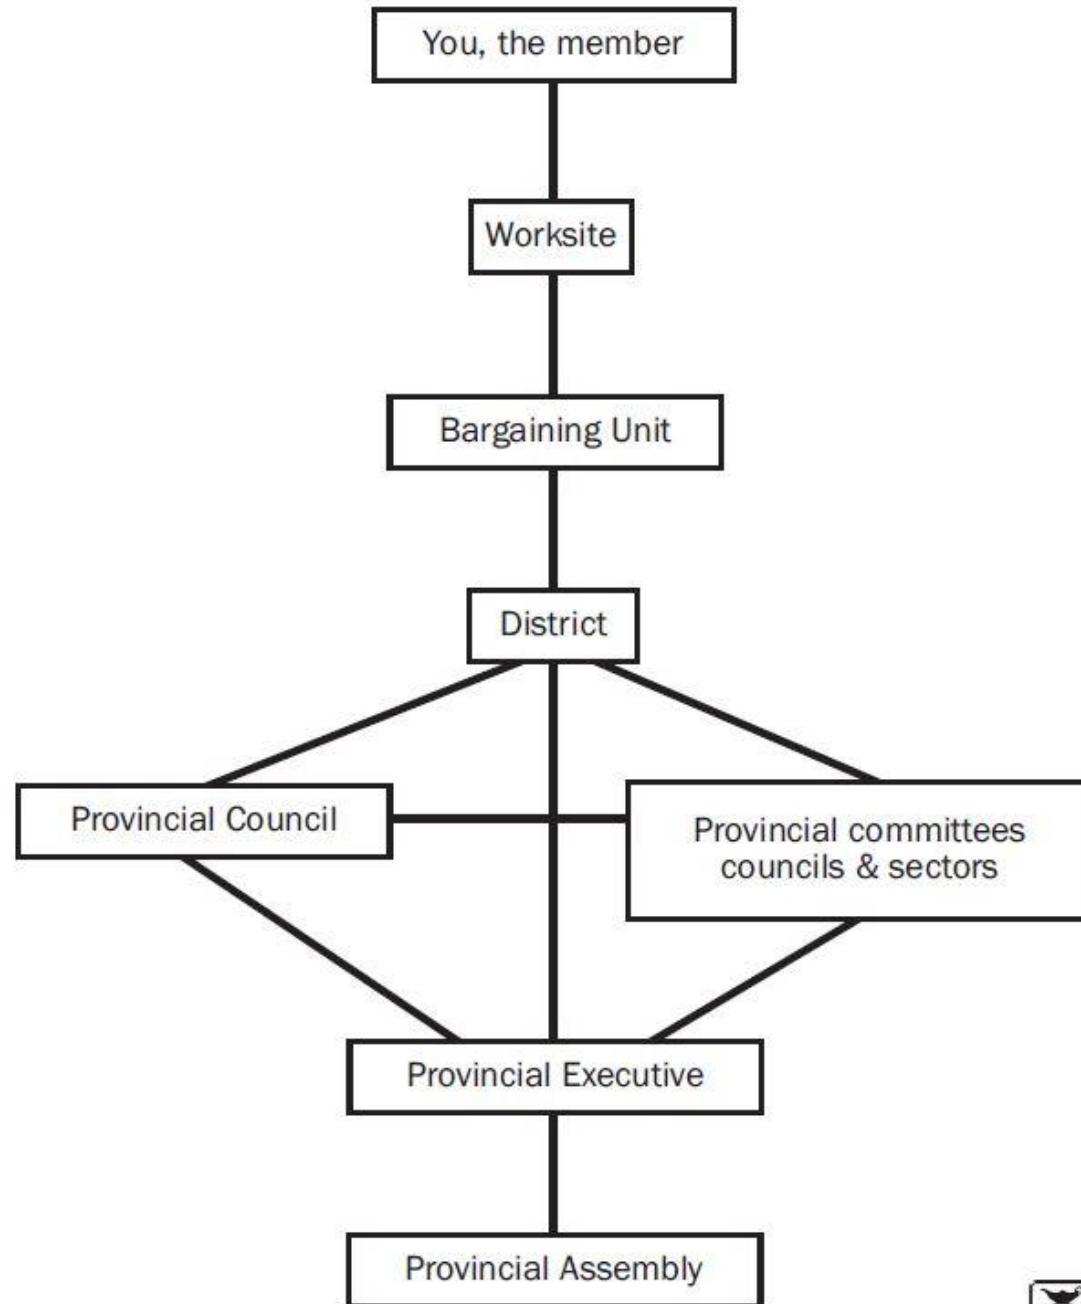 You, the member
Worksite
Bargaining Unit
District
Provincial Council
Provincial committees
councils & sectors
Provincial Executive
Provincial Assembly